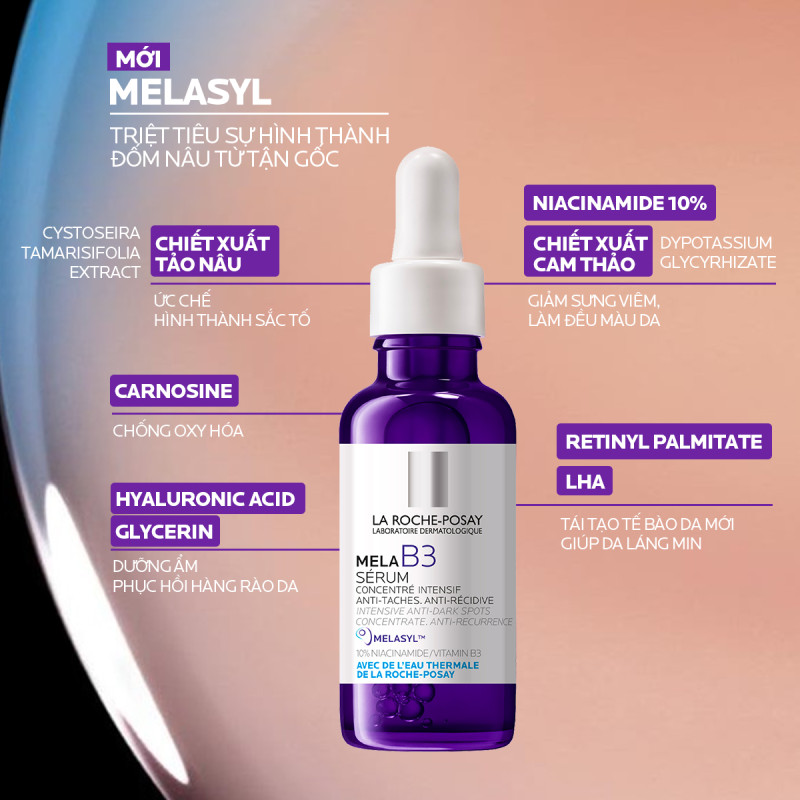 MỚI
MELASYL
TRIỆT TIÊU SỰ HÌNH THÀNH
ĐỐM NÂU TỪ TẬN GỐC
CYSTOSEIRA
TAMARISIFOLIA
EXTRACT
CHIẾT XUẤT
TẢO NÂU
ỨC CHẾ
HÌNH THÀNH SẮC TỐ
NIACINAMIDE 10%
CHIẾT XUẤT
CAM THẢO
DYPOTASSIUM
GLYCYRHIZATE
GIẢM SƯNG VIÊM,
LÀM ĐỀU MÀU DA
CARNOSINE
CHỐNG OXY HÓA
RETINYL PALMITATE
LHA
TÁI TẠO TẾ BÀO DA MỚI
GIÚP DA LÁNG MỊN
HYALURONIC ACID
GLYCERIN
DƯỠNG ẨM
PHỤC HỒI HÀNG RÀO DA
LA ROCHE-POSAY
LABORATOIRE DERMATOLOGIQUE
MELA B3
SÉRUM
CONCENTRÉ INTENSIF
ANTI-TACHES. ANTI-RÉCIDIVE
INTENSIVE ANTI-DARK SPOTS
CONCENTRATE. ANTI-RECURRENCE
MELASYL™
10% NIACINAMIDE/VITAMIN B3
AVEC DE L'EAU THERMALE
DE LA ROCHE-POSAY